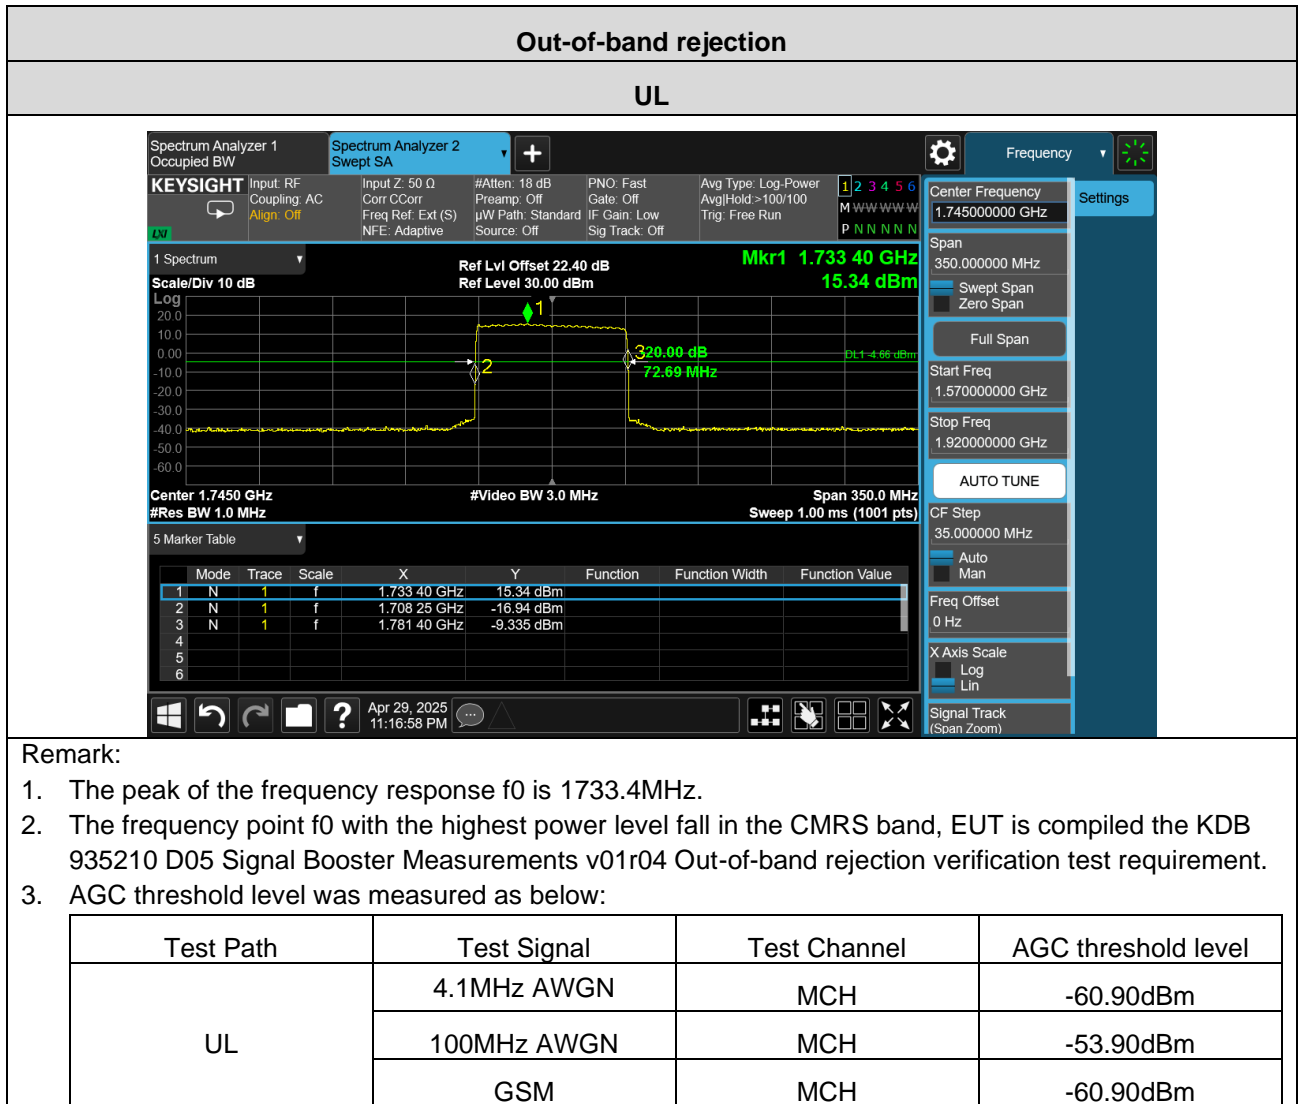 Out-of-band rejection
UL
Spectrum Analyzer 1
Occupied BW
Spectrum Analyzer 2
Swept SA
Frequency
KEYSIGHT
LXI
Input: RF
Coupling: AC
Align: Off
Input Z: 50 Ω
Corr CCorr
Freq Ref: Ext (S)
NFE: Adaptive
#Atten: 18 dB
Preamp: Off
µW Path: Standard
Source: Off
PNO: Fast
Gate: Off
IF Gain: Low
Sig Track: Off
Avg Type: Log-Power
Avg|Hold:>100/100
Trig: Free Run
1 2 3 4 5 6
M W W W W W
P N N N N N
1 Spectrum
Scale/Div 10 dB
Ref Lvl Offset 22.40 dB
Ref Level 30.00 dBm
Mkr1 1.733 40 GHz
15.34 dBm
Log
20.0
10.0
0.00
-10.0
-20.0
-30.0
-40.0
-50.0
-60.0
1
2
3
20.00 dB
72.69 MHz
DL1 -4.66 dBm
Center 1.7450 GHz
#Video BW 3.0 MHz
Span 350.0 MHz
#Res BW 1.0 MHz
Sweep 1.00 ms (1001 pts)
5 Marker Table
Mode Trace Scale X Y Function Function Width Function Value
1 N 1 f 1.733 40 GHz 15.34 dBm
2 N 1 f 1.708 25 GHz -16.94 dBm
3 N 1 f 1.781 40 GHz -9.335 dBm
4
5
6
?
Apr 29, 2025
11:16:58 PM
Center Frequency
1.745000000 GHz
Span
350.000000 MHz
Swept Span
Zero Span
Full Span
Start Freq
1.570000000 GHz
Stop Freq
1.920000000 GHz
AUTO TUNE
CF Step
35.000000 MHz
Auto
Man
Freq Offset
0 Hz
X Axis Scale
Log
Lin
Signal Track
(Span Zoom)
Settings
Remark:
1. The peak of the frequency response f0 is 1733.4MHz.
2. The frequency point f0 with the highest power level fall in the CMRS band, EUT is compiled the KDB
935210 D05 Signal Booster Measurements v01r04 Out-of-band rejection verification test requirement.
3. AGC threshold level was measured as below:
Test Path Test Signal Test Channel AGC threshold level
UL
4.1MHz AWGN MCH -60.90dBm
100MHz AWGN MCH -53.90dBm
GSM MCH -60.90dBm